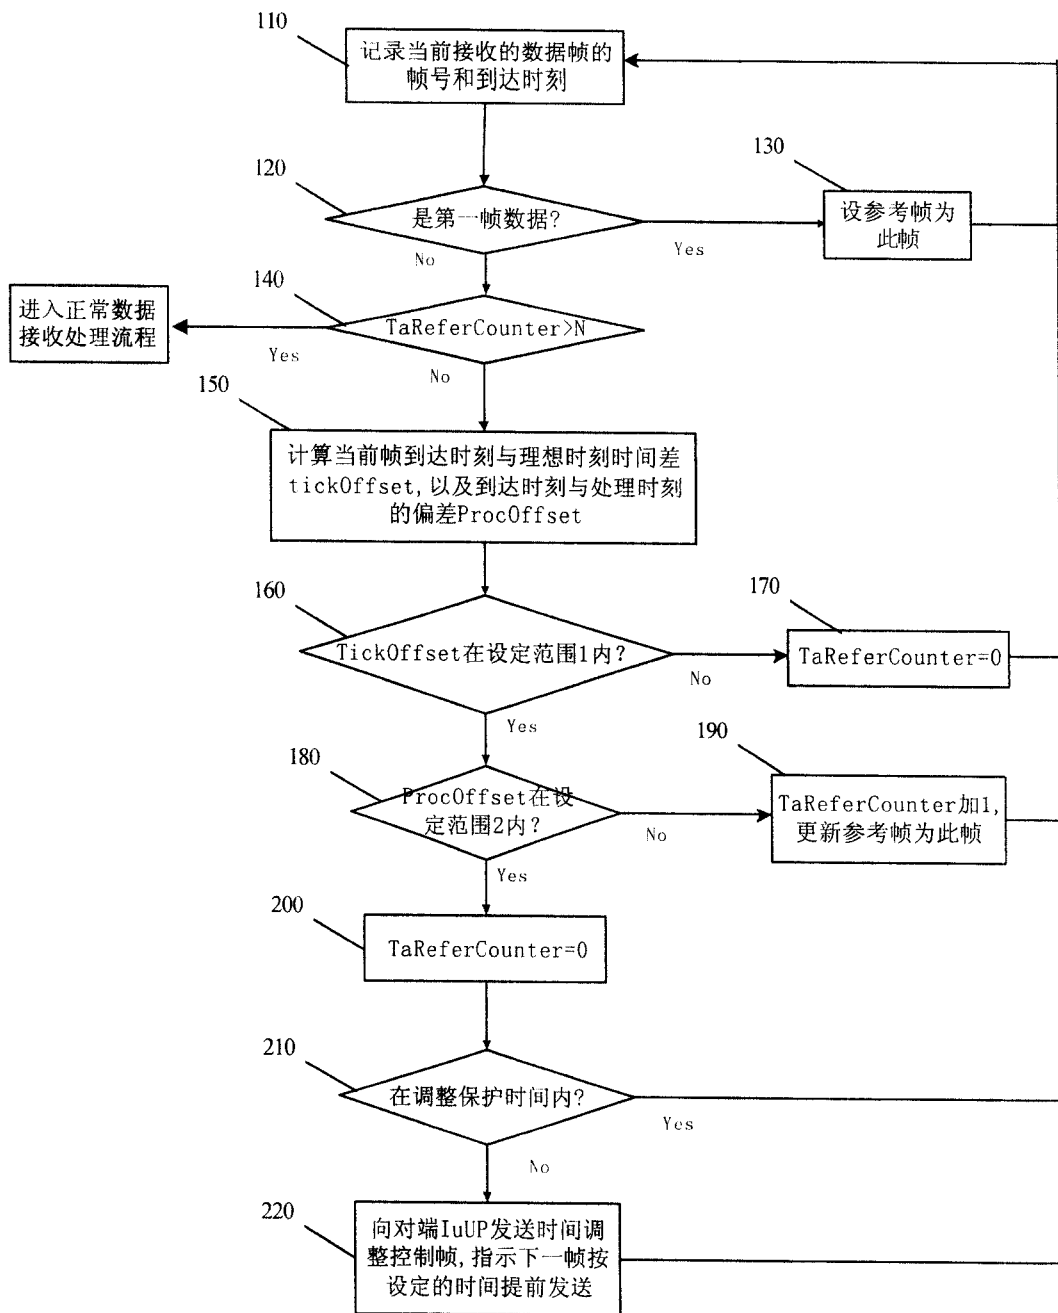 110
记录当前接收的数据帧的
帧号和到达时刻
120
是第一帧数据?
No
Yes
130
设参考帧为
此帧
140
TaReferCounter>N
Yes
No
进入正常数据
接收处理流程
150
计算当前帧到达时刻与理想时刻时间差
tickOffset, 以及到达时刻与处理时刻
的偏差ProcOffset
160
TickOffset在设定范围1内?
No
Yes
170
TaReferCounter=0
180
ProcOffset在设
定范围2内?
No
Yes
190
TaReferCounter加1,
更新参考帧为此帧
200
TaReferCounter=0
210
在调整保护时间内?
Yes
No
220
向对端IuUP发送时间调
整控制帧, 指示下一帧按
设定的时间提前发送